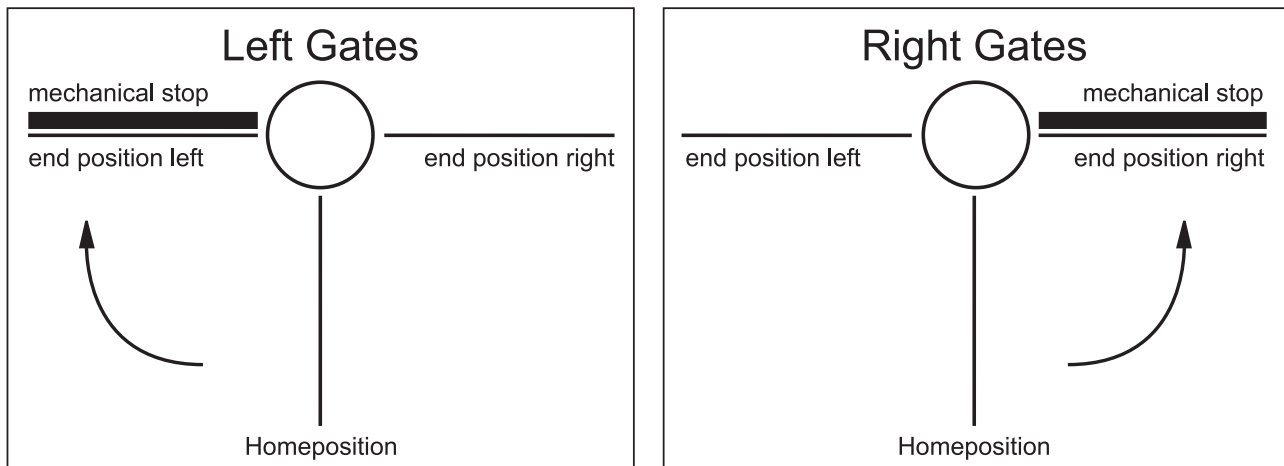 Left Gates
mechanical stop
end position left
end position right
Homeposition
Right Gates
mechanical stop
end position left
end position right
Homeposition